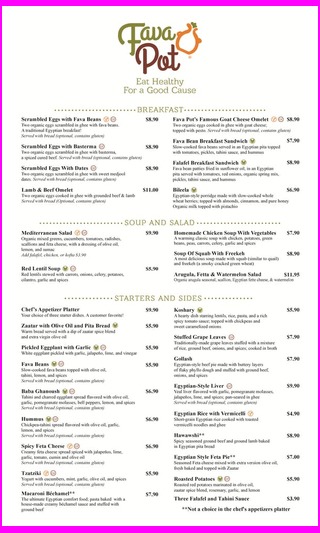 Fava
Pot
Eat Healthy
For a Good Cause
BREAKFAST
Scrambled Eggs with Fava Beans $8.90
Two organic eggs scrambled in ghee with fava beans.
A traditional Egyptian breakfast!
Served with bread (optional, contains gluten)
Scrambled Eggs with Basterma $8.90
Two organic eggs scrambled in ghee with basterma,
a spiced cured beef. Served with bread (optional, contains gluten)
Scrambled Eggs With Dates $8.90
Two organic eggs scrambled in ghee with sweet medjool
dates. Served with bread (optional, contains gluten)
Lamb & Beef Omelet $11.00
Two organic eggs cooked in ghee with grounded beef & lamb
Served with bread (optional, contains gluten)
Fava Pot's Famous Goat Cheese Omelet $8.90
Two organic eggs cooked in ghee with goat cheese,
topped with pesto. Served with bread (optional, contains gluten)
Fava Bean Breakfast Sandwich $7.90
Slow-cooked fava beans served in an Egyptian pita topped
with tomatoes, pickles, tahini sauce, and hummus
Falafel Breakfast Sandwich $8.90
Fava bean patties fried in sunflower oil, in an Egyptian
pita served with tomatoes, red onions, organic spring mix,
pickles, tahini sauce, and hummus
Bileela $6.90
Egyptian-style porridge made with slow-cooked whole
wheat berries; topped with almonds, cinnamon, and pure honey
Organic milk topped with pistachio
SOUP AND SALAD
Mediterranean Salad $9.90
Organic mixed greens, cucumbers, tomatoes, radishes,
scallions and feta cheese, with a dressing of olive oil,
lemon, and sumac
Add falafel, chicken, or kofta $3.90
Red Lentil Soup $5.90
Red lentils stewed with carrots, onions, celery, potatoes,
cilantro, garlic and spices
Homemade Chicken Soup With Vegetables $7.90
A warming classic soup with chicken, potatoes, green
beans, peas, carrots, celery, garlic and spices
Soup Of Squah With Freekeh $8.90
Sweet and delicious soup made with squah (similar to quail)
and freekeh (a smoky cracked green wheat)
Arugula, Fetta & Watermelon Salad $11.95
Organic arugula seasonal, scallion, Egyptian feta cheese, & watermelon
STARTERS AND SIDES
Chef's Appetizer Platter $9.90
Your choice of three starter dishes. A customer favorite!
Zaatar with Olive Oil and Pita Bread $5.90
Warm bread served with a dip of zaatar spice blend
and extra virgin olive oil
Pickled Eggplant with Garlic $5.90
White eggplant pickled with garlic, jalapeño, lime, and vinegar
Fava Beans $5.90
Slow-cooked fava beans topped with olive oil,
tahini, lemon, and spices
Served with bread (optional, contains gluten)
Baba Ghanoush $6.90
Tahini and charred eggplant spread flavored with olive oil,
garlic, pomegranate molasses, bell peppers, lemon, and spices
Served with bread (optional, contains gluten)
Hummus $6.90
Chickpea-tahini spread flavored with olive oil, garlic,
lemon, and spices
Served with bread (optional, contains gluten)
Spicy Feta Cheese $6.90
Creamy feta cheese spread spiced with jalapeños, lime,
garlic, tomato, carrot and olive oil
Served with bread (optional, contains gluten)
Tzatziki $5.90
Yogurt with cucumbers, mint, garlic, olive oil, and spices
Served with bread (optional, contains gluten)
Macaroni Béchamel** $7.90
The ultimate Egyptian comfort food; pasta baked with a
house-made creamy béchamel sauce and stuffed with
ground beef
Koshary $5.90
A hearty dish starring lentils, rice, pasta, and a rich
spicy tomato sauce; topped with chickpeas and
sweet caramelized onions
Stuffed Grape Leaves $7.90
Traditionally-made grape leaves stuffed with a mixture
of rice, ground beef, onions, and spices; cooked in broth
Gollash $7.90
Egyptian-style beef pie made with buttery layers
of flaky phyllo dough and stuffed with ground beef,
onions, and spices
Egyptian-Style Liver $9.90
Veal liver flavored with garlic, pomegranate molasses,
jalapeño, lime, and spices; pan-seared in ghee
Served with bread (optional, contains gluten)
Egyptian Rice with Vermicelli $4.90
Short-grain Egyptian rice cooked with toasted
vermicelli noodles and ghee
Hawawshi** $8.90
Spicy seasoned ground beef and ground lamb baked
in Egyptian pita bread
Egyptian Style Feta Pie** $7.00
Seasoned Feta cheese mixed with extra virgin olive oil,
fresh baked and topped with Zaatar
Roasted Potatoes $5.90
Roasted red potatoes marinated in olive oil,
zaatar spice blend, rosemary, garlic, and lemon
Three Falafel and Tahini Sauce $3.90
**Not a choice in the chef's appetizers platter